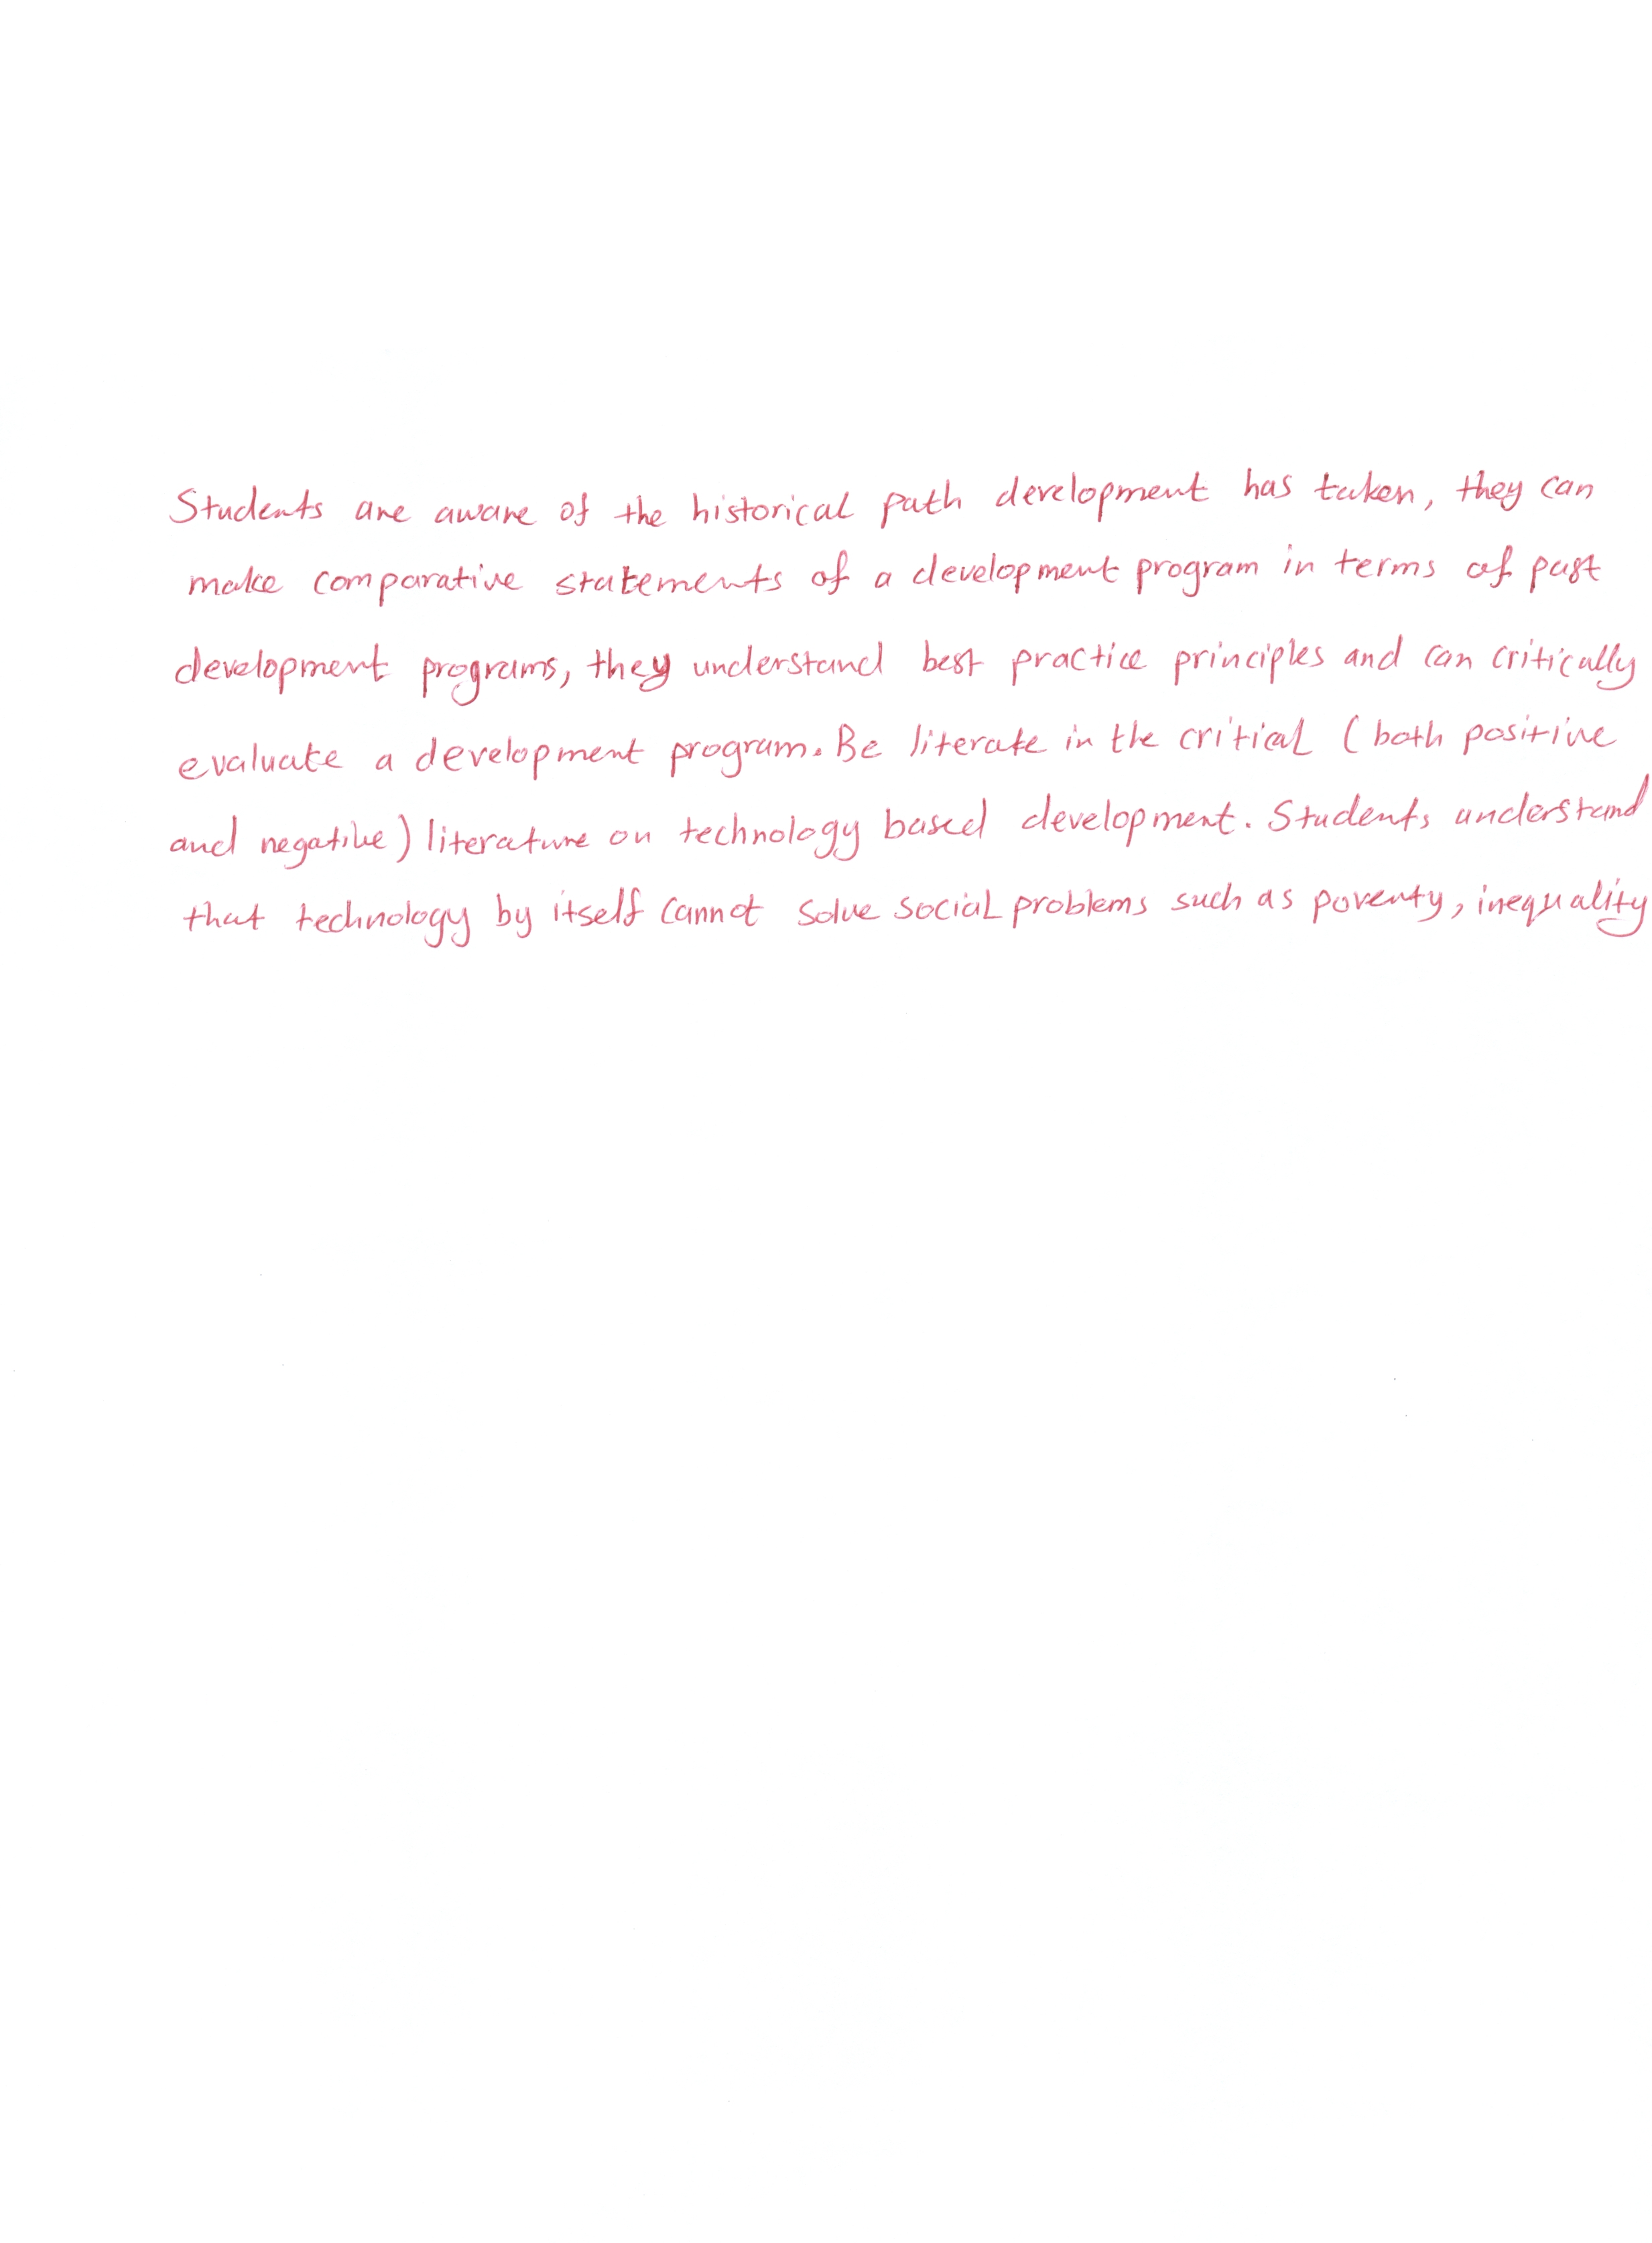 Students are aware of the historical path development has taken, they can
make comparative statements of a development program in terms of past
development programs, they understand best practice principles and can critically
evaluate a development program. Be literate in the critical (both positive
and negative) literature on technology based development. Students understand
that technology by itself cannot solve social problems such as poverty, inequality